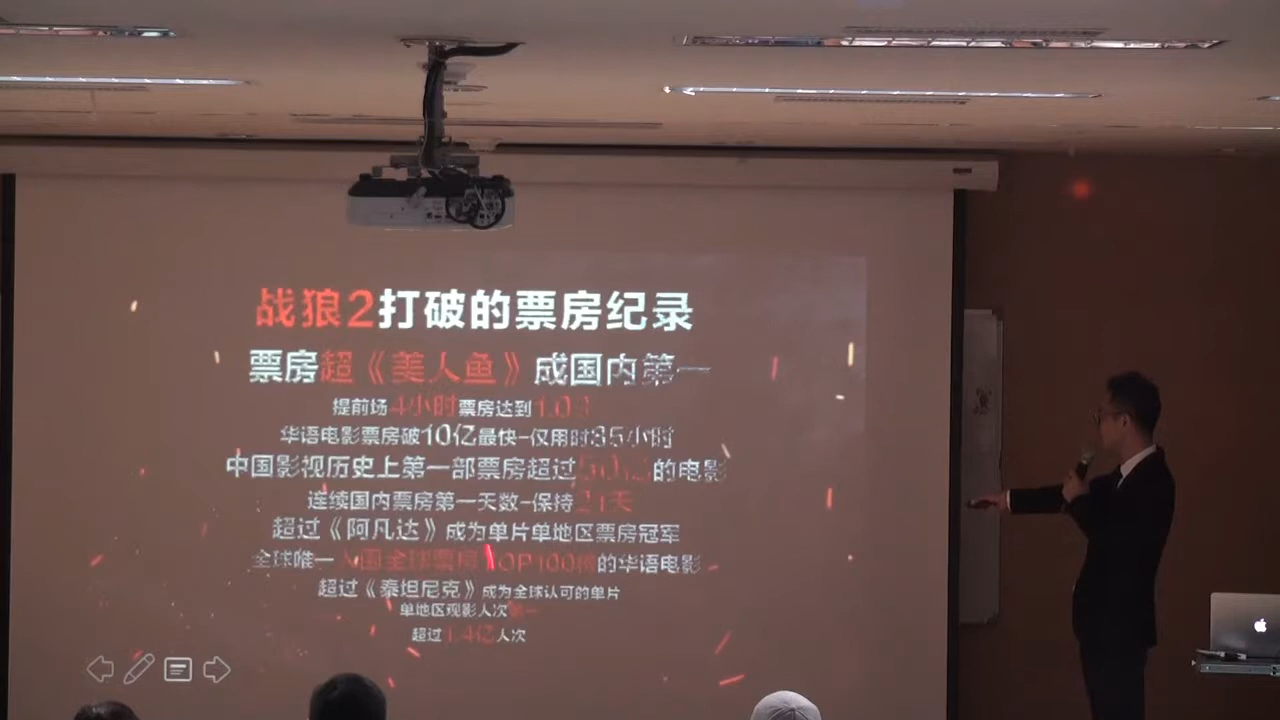 战狼2打破的票房纪录
票房超《美人鱼》成国内第一
提前场4小时票房达到1.03
华语电影票房破10亿最快-仅用时85小时
中国影视历史上第一部票房超过50亿的电影
连续国内票房第一天数-保持21天
超过《阿凡达》成为单片单地区票房冠军
全球唯一入围全球票房TOP100榜的华语电影
超过《泰坦尼克》成为全球认可的单片
单地区观影人次第一
超过1.4亿人次